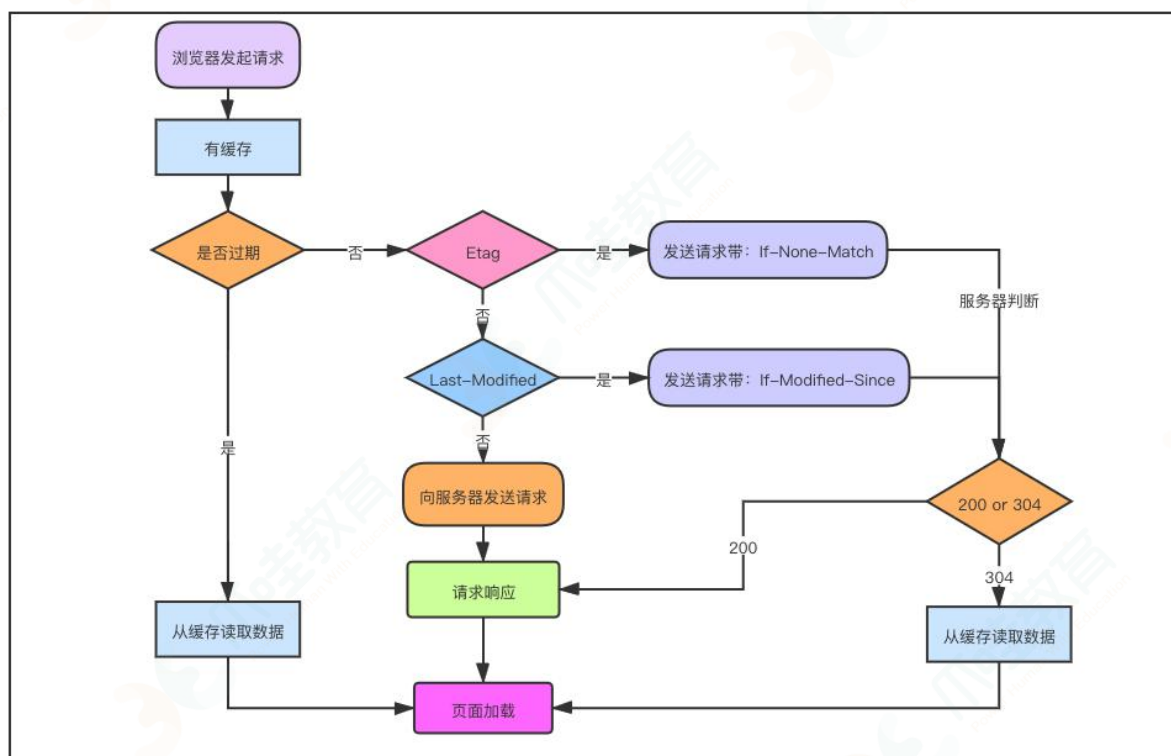 浏览器发起请求
有缓存
是否过期
否
Etag
是
发送请求带：If-None-Match
服务器判断
否
Last-Modified
是
发送请求带：If-Modified-Since
是
否
向服务器发送请求
200 or 304
200
304
请求响应
从缓存读取数据
从缓存读取数据
页面加载